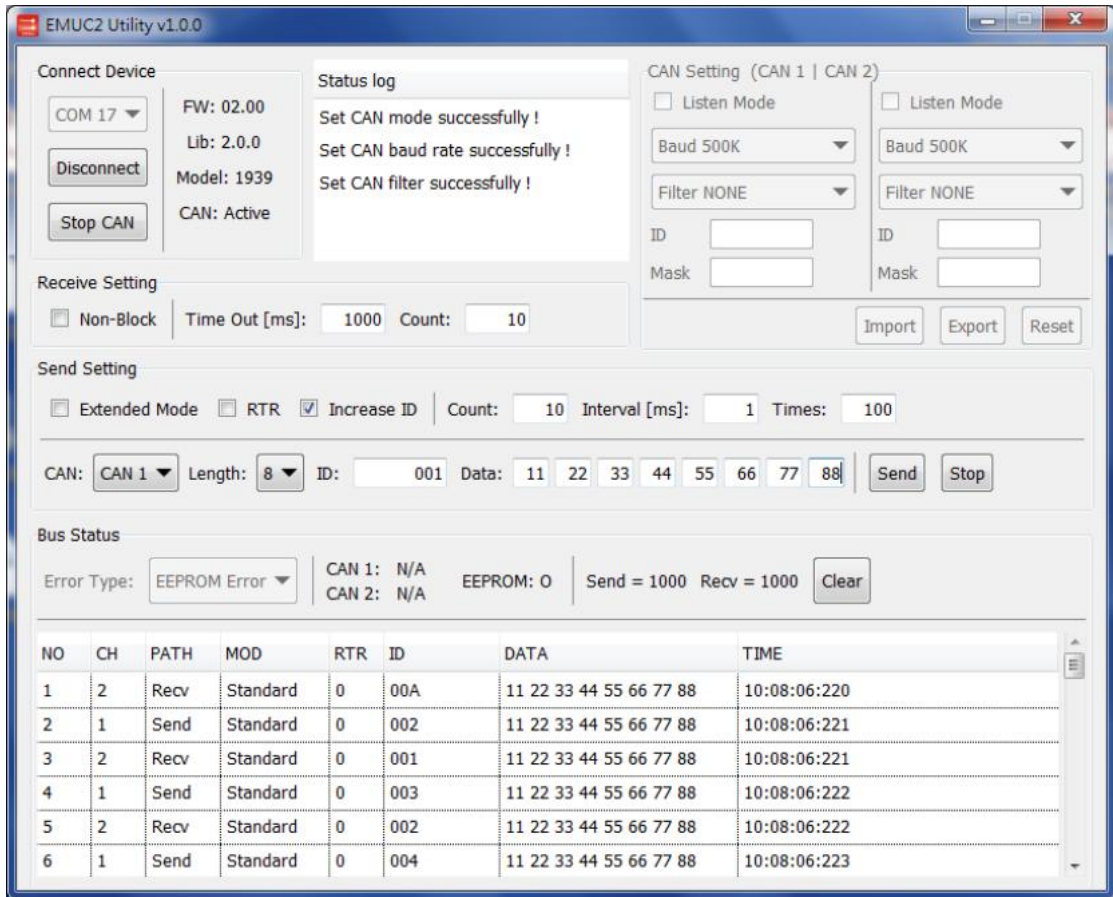 EMUC2 Utility v1.0.0
Connect Device
COM 17
Disconnect
Stop CAN
FW: 02.00
Lib: 2.0.0
Model: 1939
CAN: Active
Status log
Set CAN mode successfully !
Set CAN baud rate successfully !
Set CAN filter successfully !
CAN Setting (CAN 1 | CAN 2)
Listen Mode Listen Mode
Baud 500K Baud 500K
Filter NONE Filter NONE
ID ID
Mask Mask
Import Export Reset
Receive Setting
Non-Block Time Out [ms]: 1000 Count: 10
Send Setting
Extended Mode RTR Increase ID Count: 10 Interval [ms]: 1 Times: 100
CAN: CAN 1 Length: 8 ID: 001 Data: 11 22 33 44 55 66 77 88 Send Stop
Bus Status
Error Type: EEPROM Error
CAN 1: N/A
CAN 2: N/A
EEPROM: O Send = 1000 Recv = 1000 Clear
NO CH PATH MOD RTR ID DATA TIME
1 2 Recv Standard 0 00A 11 22 33 44 55 66 77 88 10:08:06:220
2 1 Send Standard 0 002 11 22 33 44 55 66 77 88 10:08:06:221
3 2 Recv Standard 0 001 11 22 33 44 55 66 77 88 10:08:06:221
4 1 Send Standard 0 003 11 22 33 44 55 66 77 88 10:08:06:222
5 2 Recv Standard 0 002 11 22 33 44 55 66 77 88 10:08:06:222
6 1 Send Standard 0 004 11 22 33 44 55 66 77 88 10:08:06:223